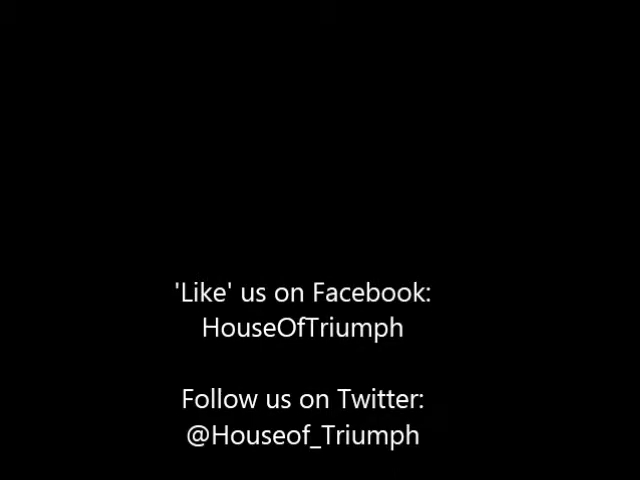 'Like' us on Facebook:
HouseOfTriumph
Follow us on Twitter:
@Houseof_Triumph